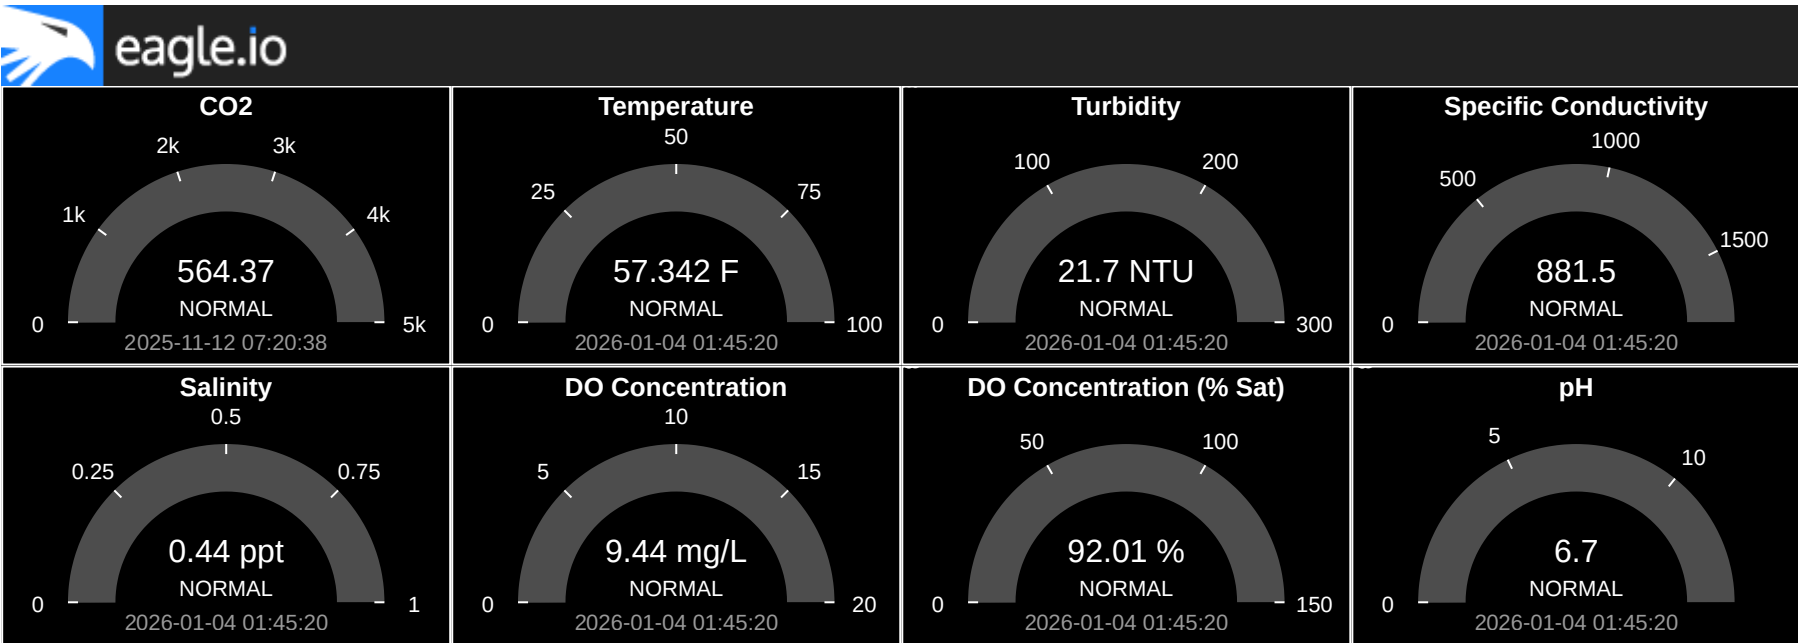 eagle.io
CO2
2k
3k
1k
4k
564.37
NORMAL
0
5k
2025-11-12 07:20:38
Temperature
50
25
75
57.342 F
NORMAL
0
100
2026-01-04 01:45:20
Turbidity
100
200
21.7 NTU
NORMAL
0
300
2026-01-04 01:45:20
Specific Conductivity
1000
500
1500
881.5
NORMAL
0
2026-01-04 01:45:20
Salinity
0.5
0.25
0.75
0.44 ppt
NORMAL
0
1
2026-01-04 01:45:20
DO Concentration
10
5
15
9.44 mg/L
NORMAL
0
20
2026-01-04 01:45:20
DO Concentration (% Sat)
50
100
92.01 %
NORMAL
0
150
2026-01-04 01:45:20
pH
5
10
6.7
NORMAL
0
2026-01-04 01:45:20